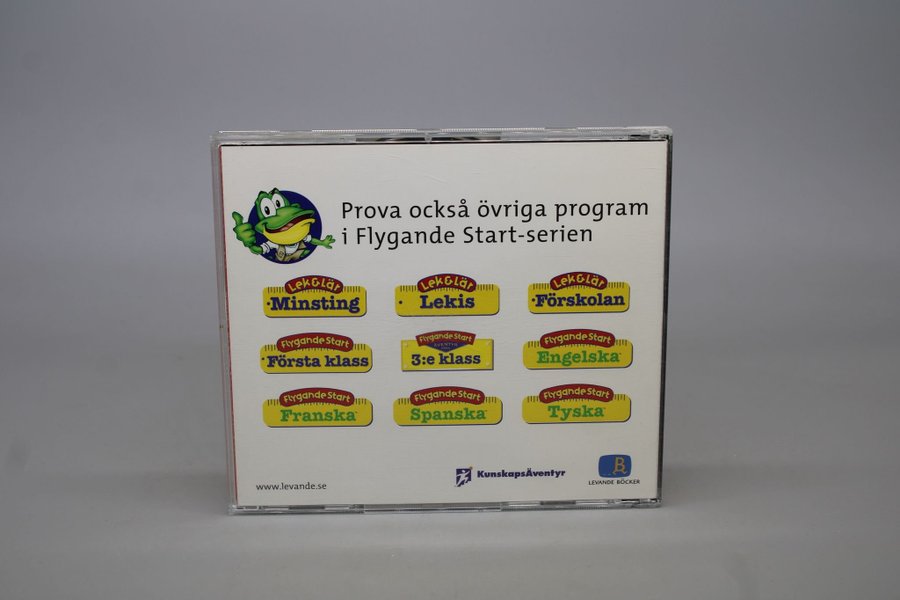 Prova också övriga program
i Flygande Start-serien
Lek&Lär
Minsting
Lek&Lär
Lekis
Lek&Lär
Förskolan
Flygande Start
Första klass
Flygande Start
ÄVENTYR
3:e klass
Flygande Start
Engelska
Flygande Start
Franska
Flygande Start
Spanska
Flygande Start
Tyska
www.levande.se
KunskapsÄventyr
B
LEVANDE BÖCKER